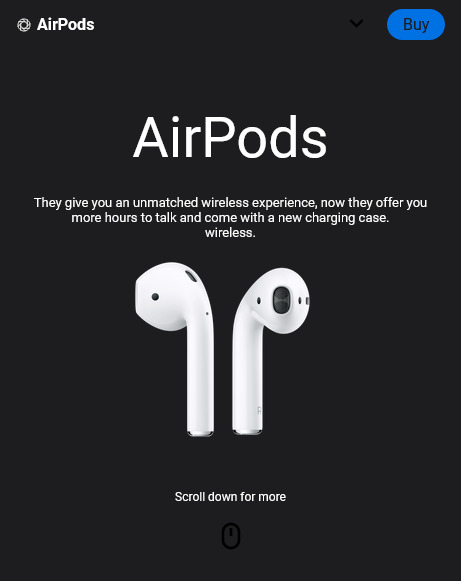 AirPods
Buy
AirPods
They give you an unmatched wireless experience, now they offer you
more hours to talk and come with a new charging case.
wireless.
Scroll down for more